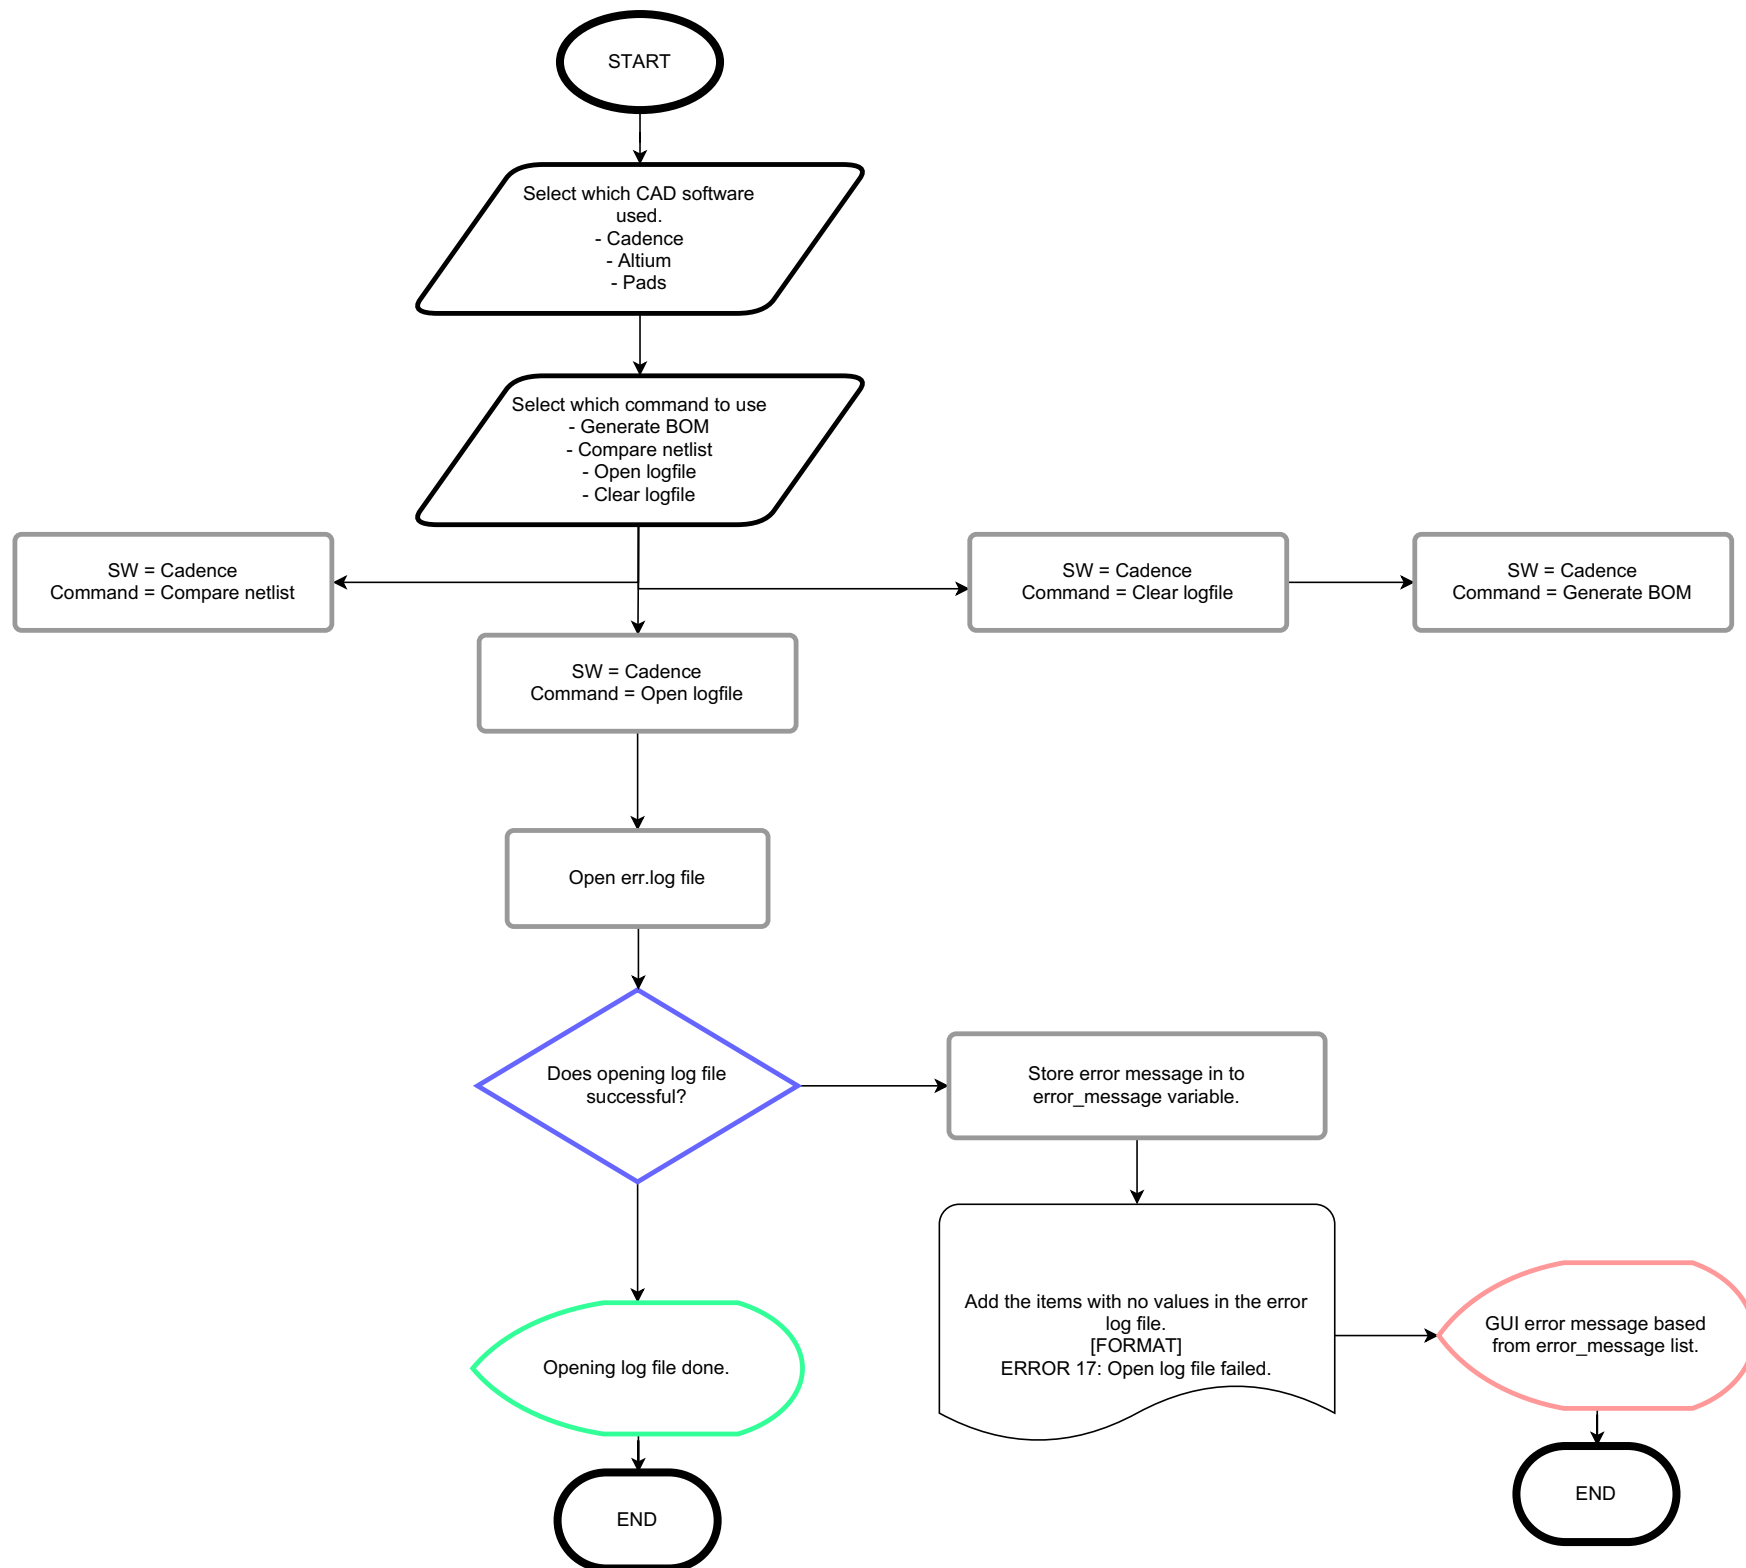 START
Select which CAD software
used.
- Cadence
- Altium
- Pads
Select which command to use
- Generate BOM
- Compare netlist
- Open logfile
- Clear logfile
SW = Cadence
Command = Compare netlist
SW = Cadence
Command = Clear logfile
SW = Cadence
Command = Generate BOM
SW = Cadence
Command = Open logfile
Open err.log file
Does opening log file
successful?
Store error message in to
error_message variable.
Add the items with no values in the error
log file.
[FORMAT]
ERROR 17: Open log file failed.
GUI error message based
from error_message list.
Opening log file done.
END
END